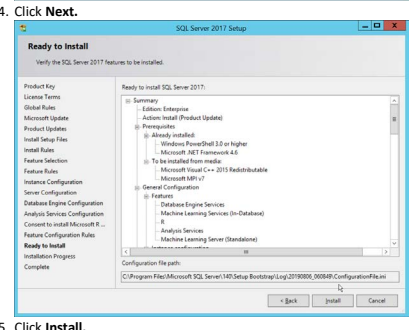 4. Click Next.
SQL Server 2017 Setup
Ready to Install
Verify the SQL Server 2017 features to be installed.
Product Key
License Terms
Global Rules
Microsoft Update
Product Updates
Install Setup Files
Install Rules
Feature Selection
Feature Rules
Instance Configuration
Server Configuration
Database Engine Configuration
Analysis Services Configuration
Consent to install Microsoft R ...
Feature Configuration Rules
Ready to Install
Installation Progress
Complete
Ready to install SQL Server 2017:
Summary
Edition: Enterprise
Action: Install (Product Update)
Prerequisites
Already installed:
Windows PowerShell 3.0 or higher
Microsoft .NET Framework 4.6
To be installed from media:
Microsoft Visual C++ 2015 Redistributable
Microsoft MPI v7
General Configuration
Features
Database Engine Services
Machine Learning Services (In-Database)
R
Analysis Services
Machine Learning Server (Standalone)
Configuration file path:
C:\Program Files\Microsoft SQL Server\140\Setup Bootstrap\Log\20190806_060849\ConfigurationFile.ini
< Back
Install
Cancel
5. Click Install.